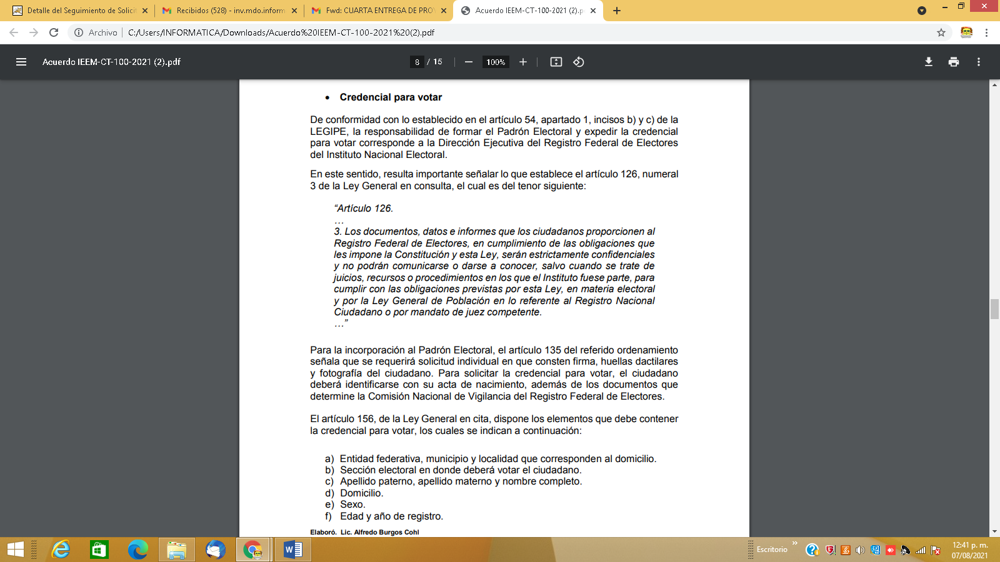 Detalle del Seguimiento de Solicit
Recibidos (528) - inv.mdo.inform
Fwd: CUARTA ENTREGA DE PROY
Acuerdo IEEM-CT-100-2021 (2).p
Archivo
C:/Users/INFORMATICA/Downloads/Acuerdo%20IEEM-CT-100-2021%20(2).pdf
Acuerdo IEEM-CT-100-2021 (2).pdf
8 / 15
100%
• Credencial para votar
De conformidad con lo establecido en el artículo 54, apartado 1, incisos b) y c) de la
LEGIPE, la responsabilidad de formar el Padrón Electoral y expedir la credencial
para votar corresponde a la Dirección Ejecutiva del Registro Federal de Electores
del Instituto Nacional Electoral.
En este sentido, resulta importante señalar lo que establece el artículo 126, numeral
3 de la Ley General en consulta, el cual es del tenor siguiente:
“Artículo 126.
…
3. Los documentos, datos e informes que los ciudadanos proporcionen al
Registro Federal de Electores, en cumplimiento de las obligaciones que
les impone la Constitución y esta Ley, serán estrictamente confidenciales
y no podrán comunicarse o darse a conocer, salvo cuando se trate de
juicios, recursos o procedimientos en los que el Instituto fuese parte, para
cumplir con las obligaciones previstas por esta Ley, en materia electoral
y por la Ley General de Población en lo referente al Registro Nacional
Ciudadano o por mandato de juez competente.
…”
Para la incorporación al Padrón Electoral, el artículo 135 del referido ordenamiento
señala que se requerirá solicitud individual en que consten firma, huellas dactilares
y fotografía del ciudadano. Para solicitar la credencial para votar, el ciudadano
deberá identificarse con su acta de nacimiento, además de los documentos que
determine la Comisión Nacional de Vigilancia del Registro Federal de Electores.
El artículo 156, de la Ley General en cita, dispone los elementos que debe contener
la credencial para votar, los cuales se indican a continuación:
a) Entidad federativa, municipio y localidad que corresponden al domicilio.
b) Sección electoral en donde deberá votar el ciudadano.
c) Apellido paterno, apellido materno y nombre completo.
d) Domicilio.
e) Sexo.
f) Edad y año de registro.
Elaboró. Lic. Alfredo Burgos Cohl
Escritorio
12:41 p. m.
07/08/2021